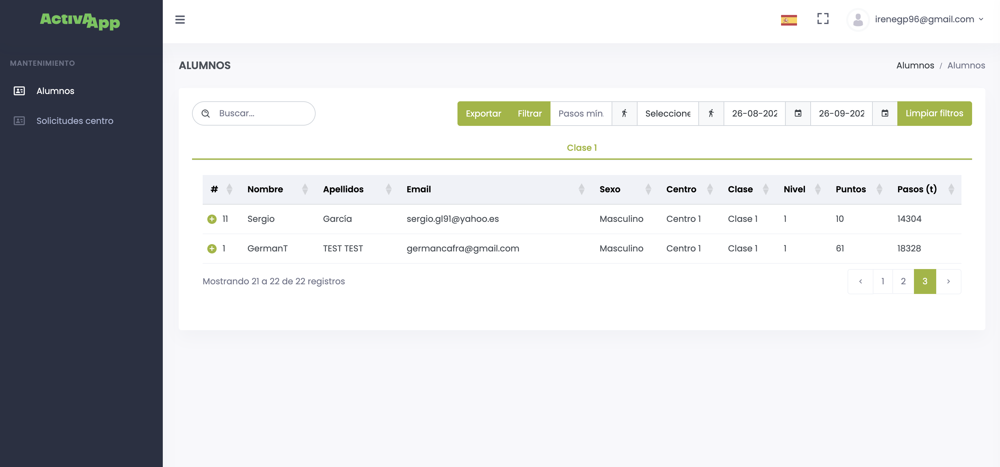 ActivAApp
irenegp96@gmail.com
MANTENIMIENTO
Alumnos
Solicitudes centro
ALUMNOS
Alumnos / Alumnos
Buscar...
Exportar Filtrar Pasos mín. Seleccione 26-08-202 26-09-202 Limpiar filtros
Clase 1
# Nombre Apellidos Email Sexo Centro Clase Nivel Puntos Pasos (t)
11 Sergio García sergio.gl91@yahoo.es Masculino Centro 1 Clase 1 1 10 14304
1 GermanT TEST TEST germancafra@gmail.com Masculino Centro 1 Clase 1 1 61 18328
Mostrando 21 a 22 de 22 registros
‹ 1 2 3 ›